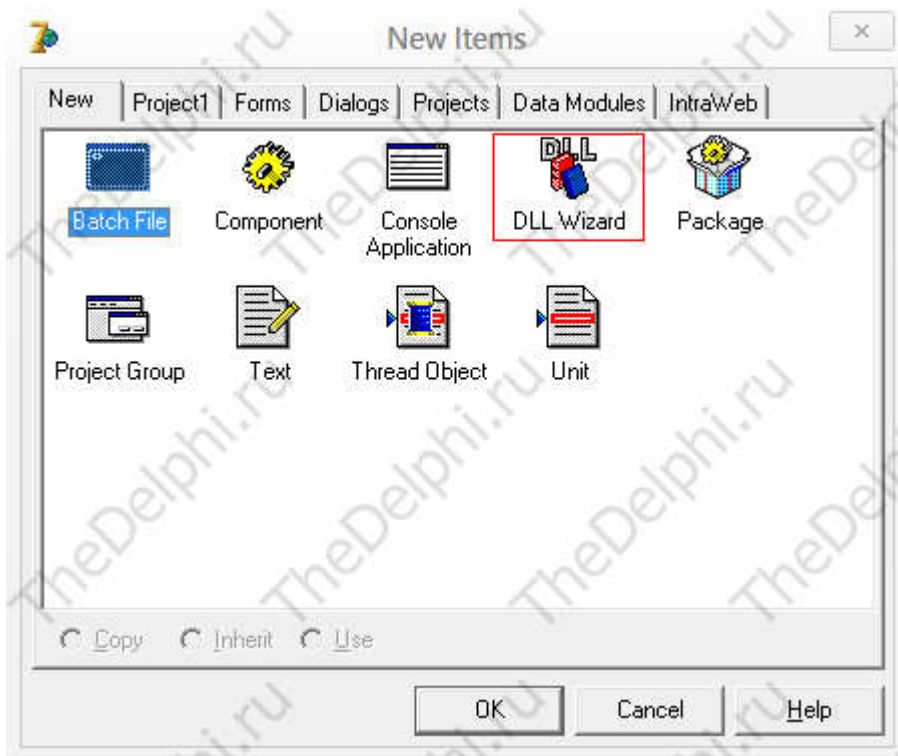 New Items
New Project1 Forms Dialogs Projects Data Modules IntraWeb
DLL
Batch File Component Console Application DLL Wizard Package
Project Group Text Thread Object Unit
Copy Inherit Use
OK Cancel Help
TheDelphi.ru